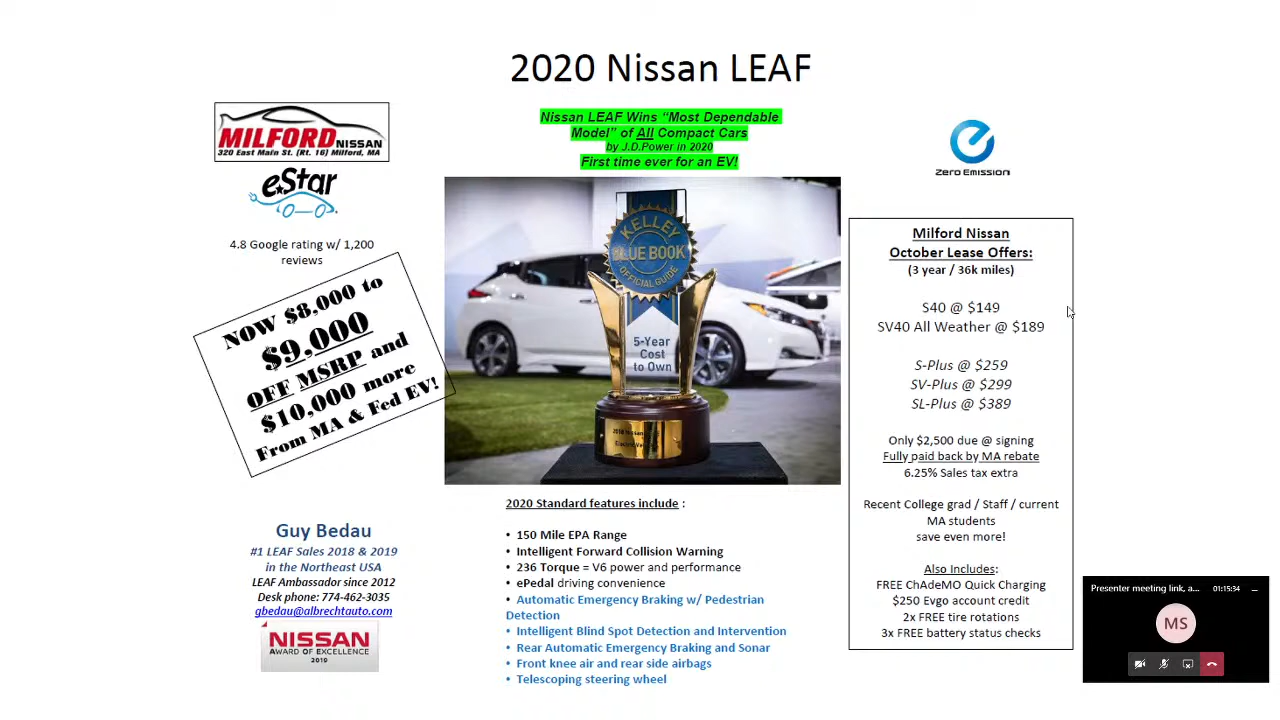 2020 Nissan LEAF
MILFORD NISSAN
320 East Main St. (Rt. 16) Milford, MA
eStar
4.8 Google rating w/ 1,200
reviews
NOW $8,000 to
$9,000
OFF MSRP and
$10,000 more
From MA & Fed EV!
Guy Bedau
#1 LEAF Sales 2018 & 2019
in the Northeast USA
LEAF Ambassador since 2012
Desk phone: 774-462-3035
gbedau@albrechtauto.com
NISSAN
AWARD OF EXCELLENCE
2019
Nissan LEAF Wins “Most Dependable
Model” of All Compact Cars
by J.D.Power in 2020
First time ever for an EV!
KELLEY
BLUE BOOK
OFFICIAL GUIDE
5-Year
Cost
to Own
2020 Standard features include :
• 150 Mile EPA Range
• Intelligent Forward Collision Warning
• 236 Torque = V6 power and performance
• ePedal driving convenience
• Automatic Emergency Braking w/ Pedestrian
Detection
• Intelligent Blind Spot Detection and Intervention
• Rear Automatic Emergency Braking and Sonar
• Front knee air and rear side airbags
• Telescoping steering wheel
Zero Emission
Milford Nissan
October Lease Offers:
(3 year / 36k miles)
S40 @ $149
SV40 All Weather @ $189
S-Plus @ $259
SV-Plus @ $299
SL-Plus @ $389
Only $2,500 due @ signing
Fully paid back by MA rebate
6.25% Sales tax extra
Recent College grad / Staff / current
MA students
save even more!
Also Includes:
FREE ChAdeMO Quick Charging
$250 Evgo account credit
2x FREE tire rotations
3x FREE battery status checks
Presenter meeting link, a... 01:15:34
MS